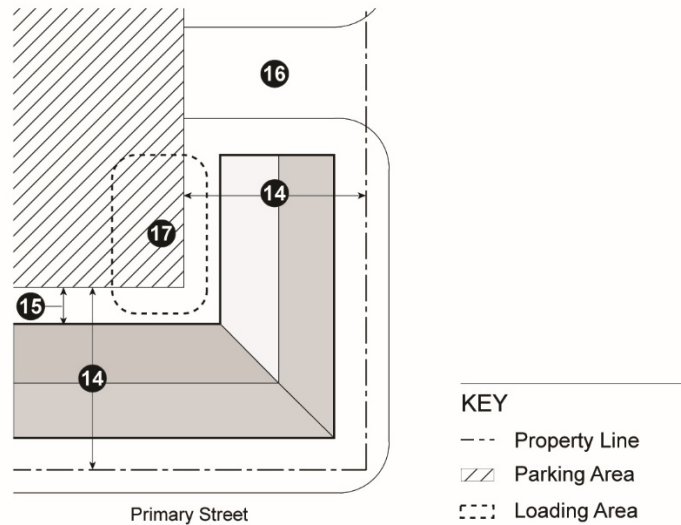 16
14
17
15
14
KEY
Property Line
Parking Area
Loading Area
Primary Street